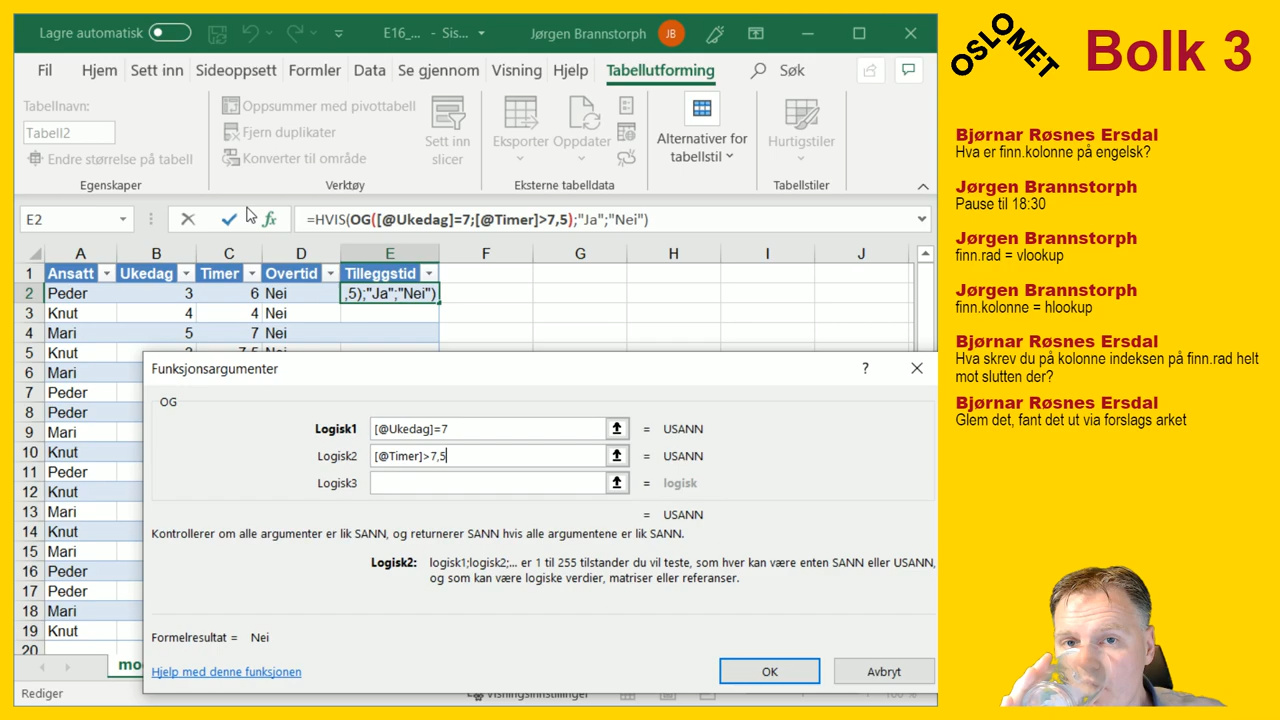 Lagre automatisk
E16_... - Sis...
Jørgen Brannstorph
JB
Fil Hjem Sett inn Sideoppsett Formler Data Se gjennom Visning Hjelp Tabellutforming Søk
Tabellnavn:
Tabell2
Endre størrelse på tabell
Egenskaper
Oppsummer med pivottabell
Fjern duplikater
Konverter til område
Sett inn
slicer
Verktøy
Eksporter Oppdater
Eksterne tabelldata
Alternativer for
tabellstil
Hurtigstiler
Tabellstiler
E2
fx
=HVIS(OG([@Ukedag]=7;[@Timer]>7,5);"Ja";"Nei")
A B C D E F G H I J
1 Ansatt Ukedag Timer Overtid Tilleggstid
2 Peder 3 6 Nei ,5);"Ja";"Nei")
3 Knut 4 4 Nei
4 Mari 5 7 Nei
5 Knut
6 Mari
7 Peder
8 Peder
9 Mari
10 Knut
11 Peder
12 Knut
13 Mari
14 Knut
15 Mari
16 Peder
17 Peder
18 Mari
19 Knut
20
Funksjonsargumenter
?
OG
Logisk1 [@Ukedag]=7 = USANN
Logisk2 [@Timer]>7,5 = USANN
Logisk3 = logisk
= USANN
Kontrollerer om alle argumenter er lik SANN, og returnerer SANN hvis alle argumentene er lik SANN.
Logisk2: logisk1;logisk2;... er 1 til 255 tilstander du vil teste, som hver kan være enten SANN eller USANN,
og som kan være logiske verdier, matriser eller referanser.
Formelresultat = Nei
Hjelp med denne funksjonen
OK
Avbryt
Rediger
Visningsinnstillinger
OSLOMET
Bolk 3
Bjørnar Røsnes Ersdal
Hva er finn.kolonne på engelsk?
Jørgen Brannstorph
Pause til 18:30
Jørgen Brannstorph
finn.rad = vlookup
Jørgen Brannstorph
finn.kolonne = hlookup
Bjørnar Røsnes Ersdal
Hva skrev du på kolonne indeksen på finn.rad helt
mot slutten der?
Bjørnar Røsnes Ersdal
Glem det, fant det ut via forslags arket